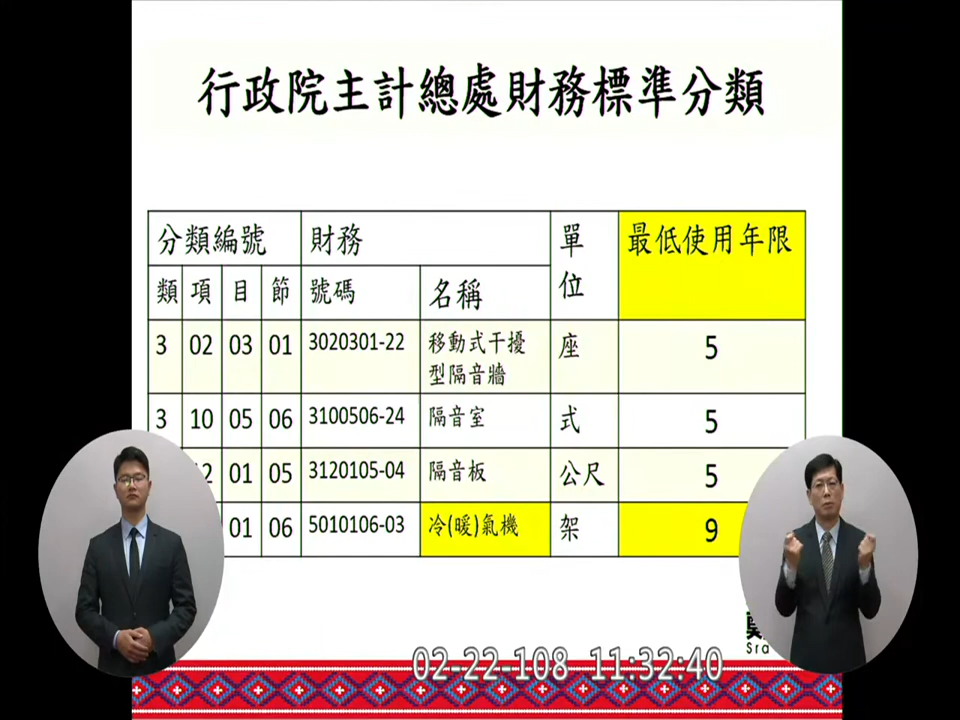 行政院主計總處財務標準分類
分類編號 財務 單位 最低使用年限
類 項 目 節 號碼 名稱
3 02 03 01 3020301-22 移動式干擾型隔音牆 座 5
3 10 05 06 3100506-24 隔音室 式 5
01 05 3120105-04 隔音板 公尺 5
01 06 5010106-03 冷(暖)氣機 架 9
Sra
02-22-108 11:32:40